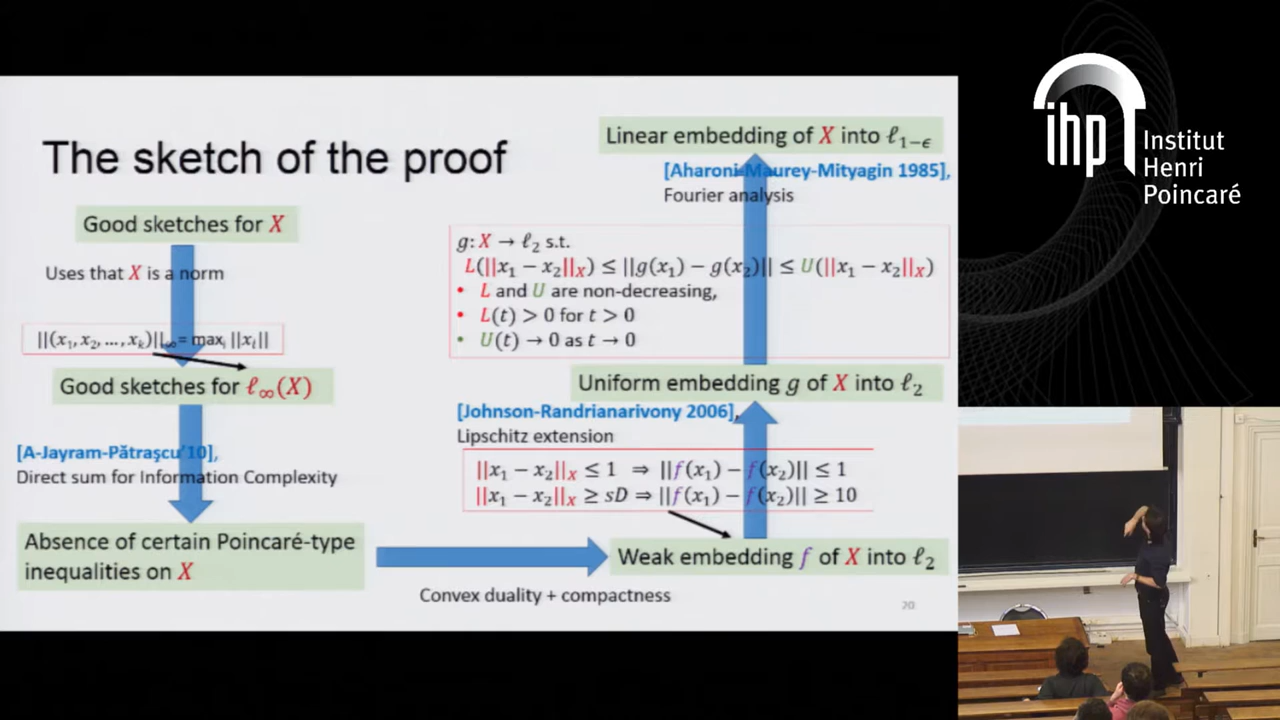 The sketch of the proof
Good sketches for X
Uses that X is a norm
||(x₁, x₂, …, xₖ)||∞ = maxᵢ ||xᵢ||
Good sketches for ℓ∞(X)
[A-Jayram-Pătraşcu'10],
Direct sum for Information Complexity
Absence of certain Poincaré-type
inequalities on X
Convex duality + compactness
Linear embedding of X into ℓ₁₋ϵ
[Aharoni-Maurey-Mityagin 1985],
Fourier analysis
g: X → ℓ₂ s.t.
L(||x₁ − x₂||X) ≤ ||g(x₁) − g(x₂)|| ≤ U(||x₁ − x₂||X)
• L and U are non-decreasing,
• L(t) > 0 for t > 0
• U(t) → 0 as t → 0
Uniform embedding g of X into ℓ₂
[Johnson-Randrianarivony 2006],
Lipschitz extension
||x₁ − x₂||X ≤ 1 ⇒ ||f(x₁) − f(x₂)|| ≤ 1
||x₁ − x₂||X ≥ sD ⇒ ||f(x₁) − f(x₂)|| ≥ 10
Weak embedding f of X into ℓ₂
20
ihp
Institut
Henri
Poincaré